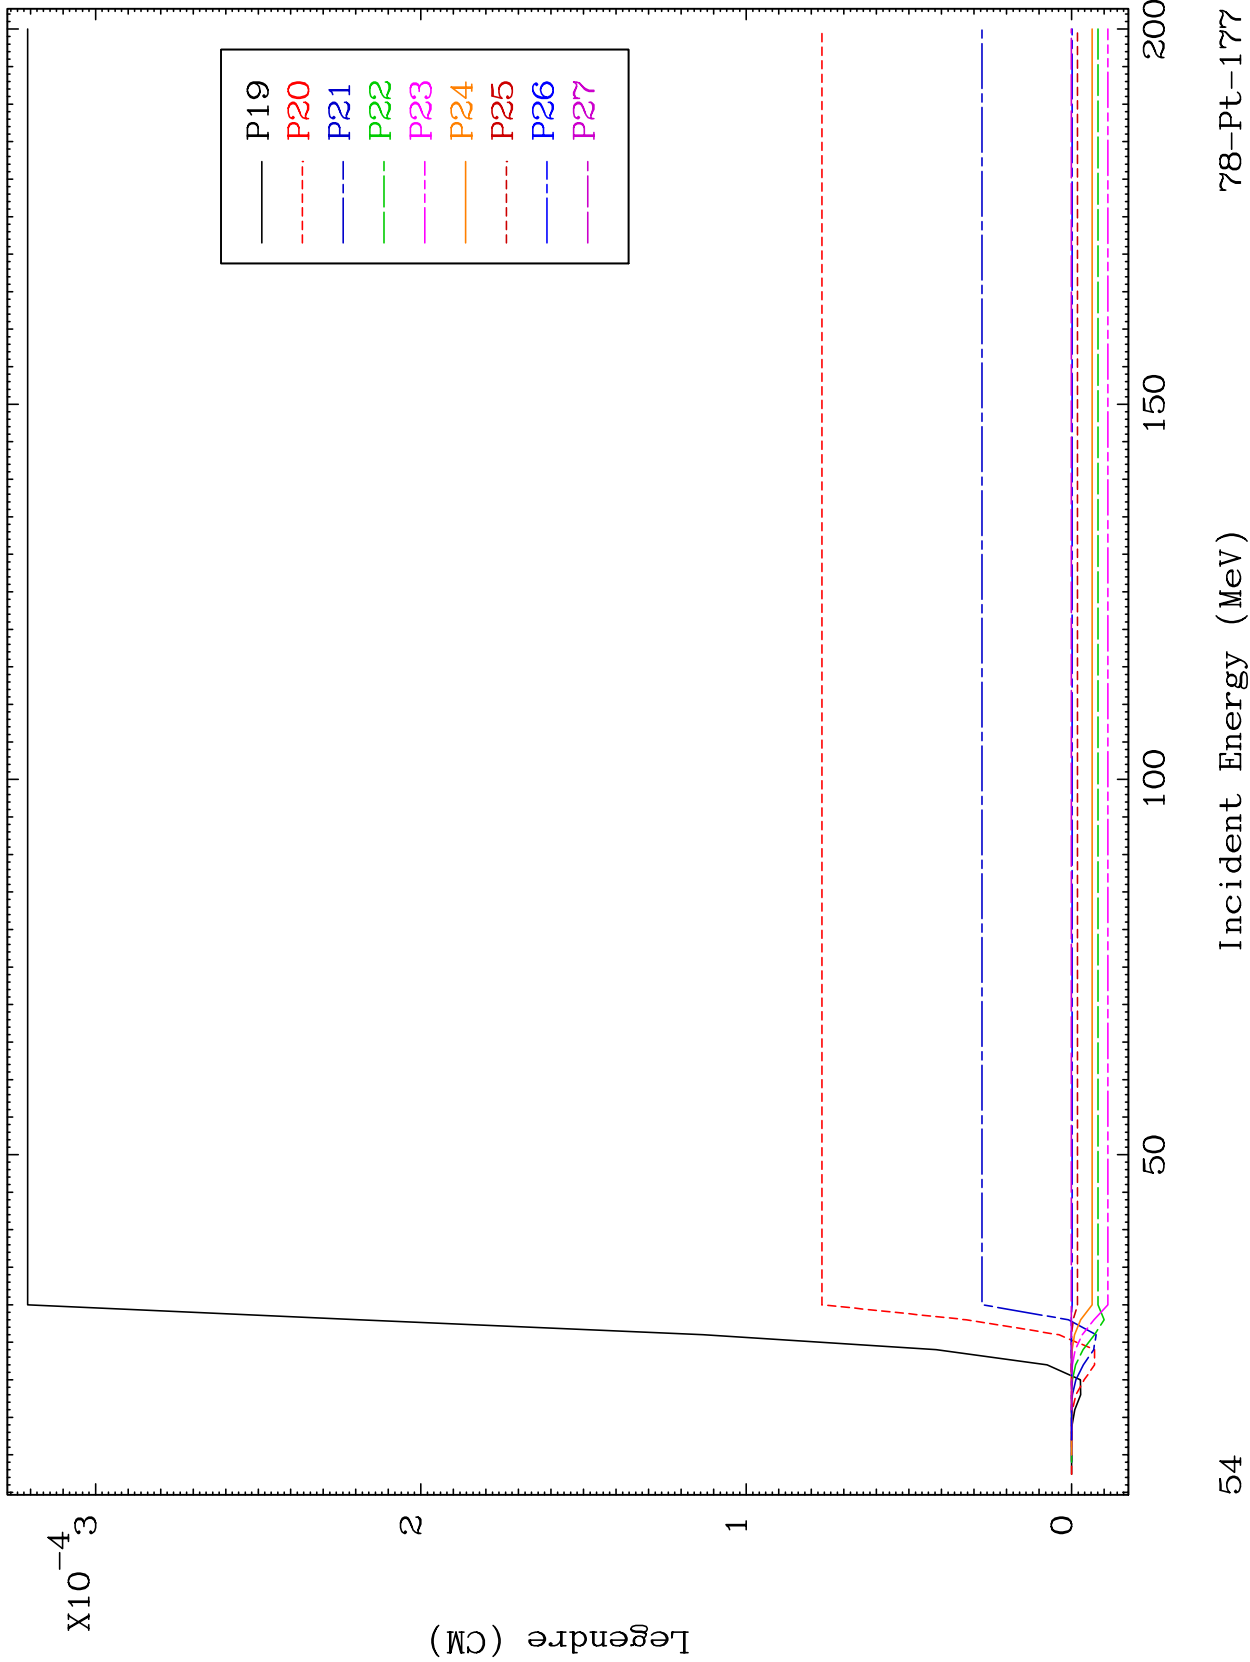 X10-4
3
2
1
0
Legendre (CM)
P19
P20
P21
P22
P23
P24
P25
P26
P27
50
100
150
200
54
Incident Energy (MeV)
78-Pt-177